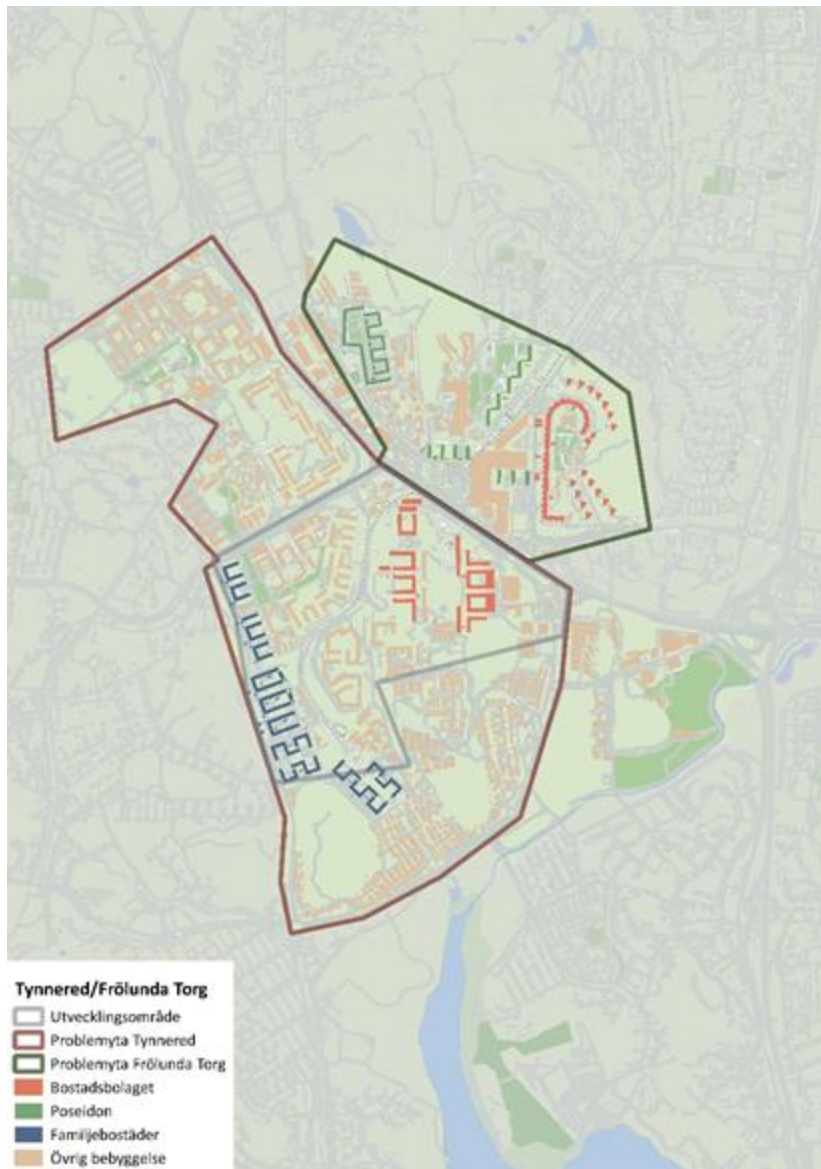 Tynnered/Frölunda Torg
Utvecklingsområde
Problemyta Tynnered
Problemyta Frölunda Torg
Bostadsbolaget
Poseidon
Familjebostäder
Övrig bebyggelse